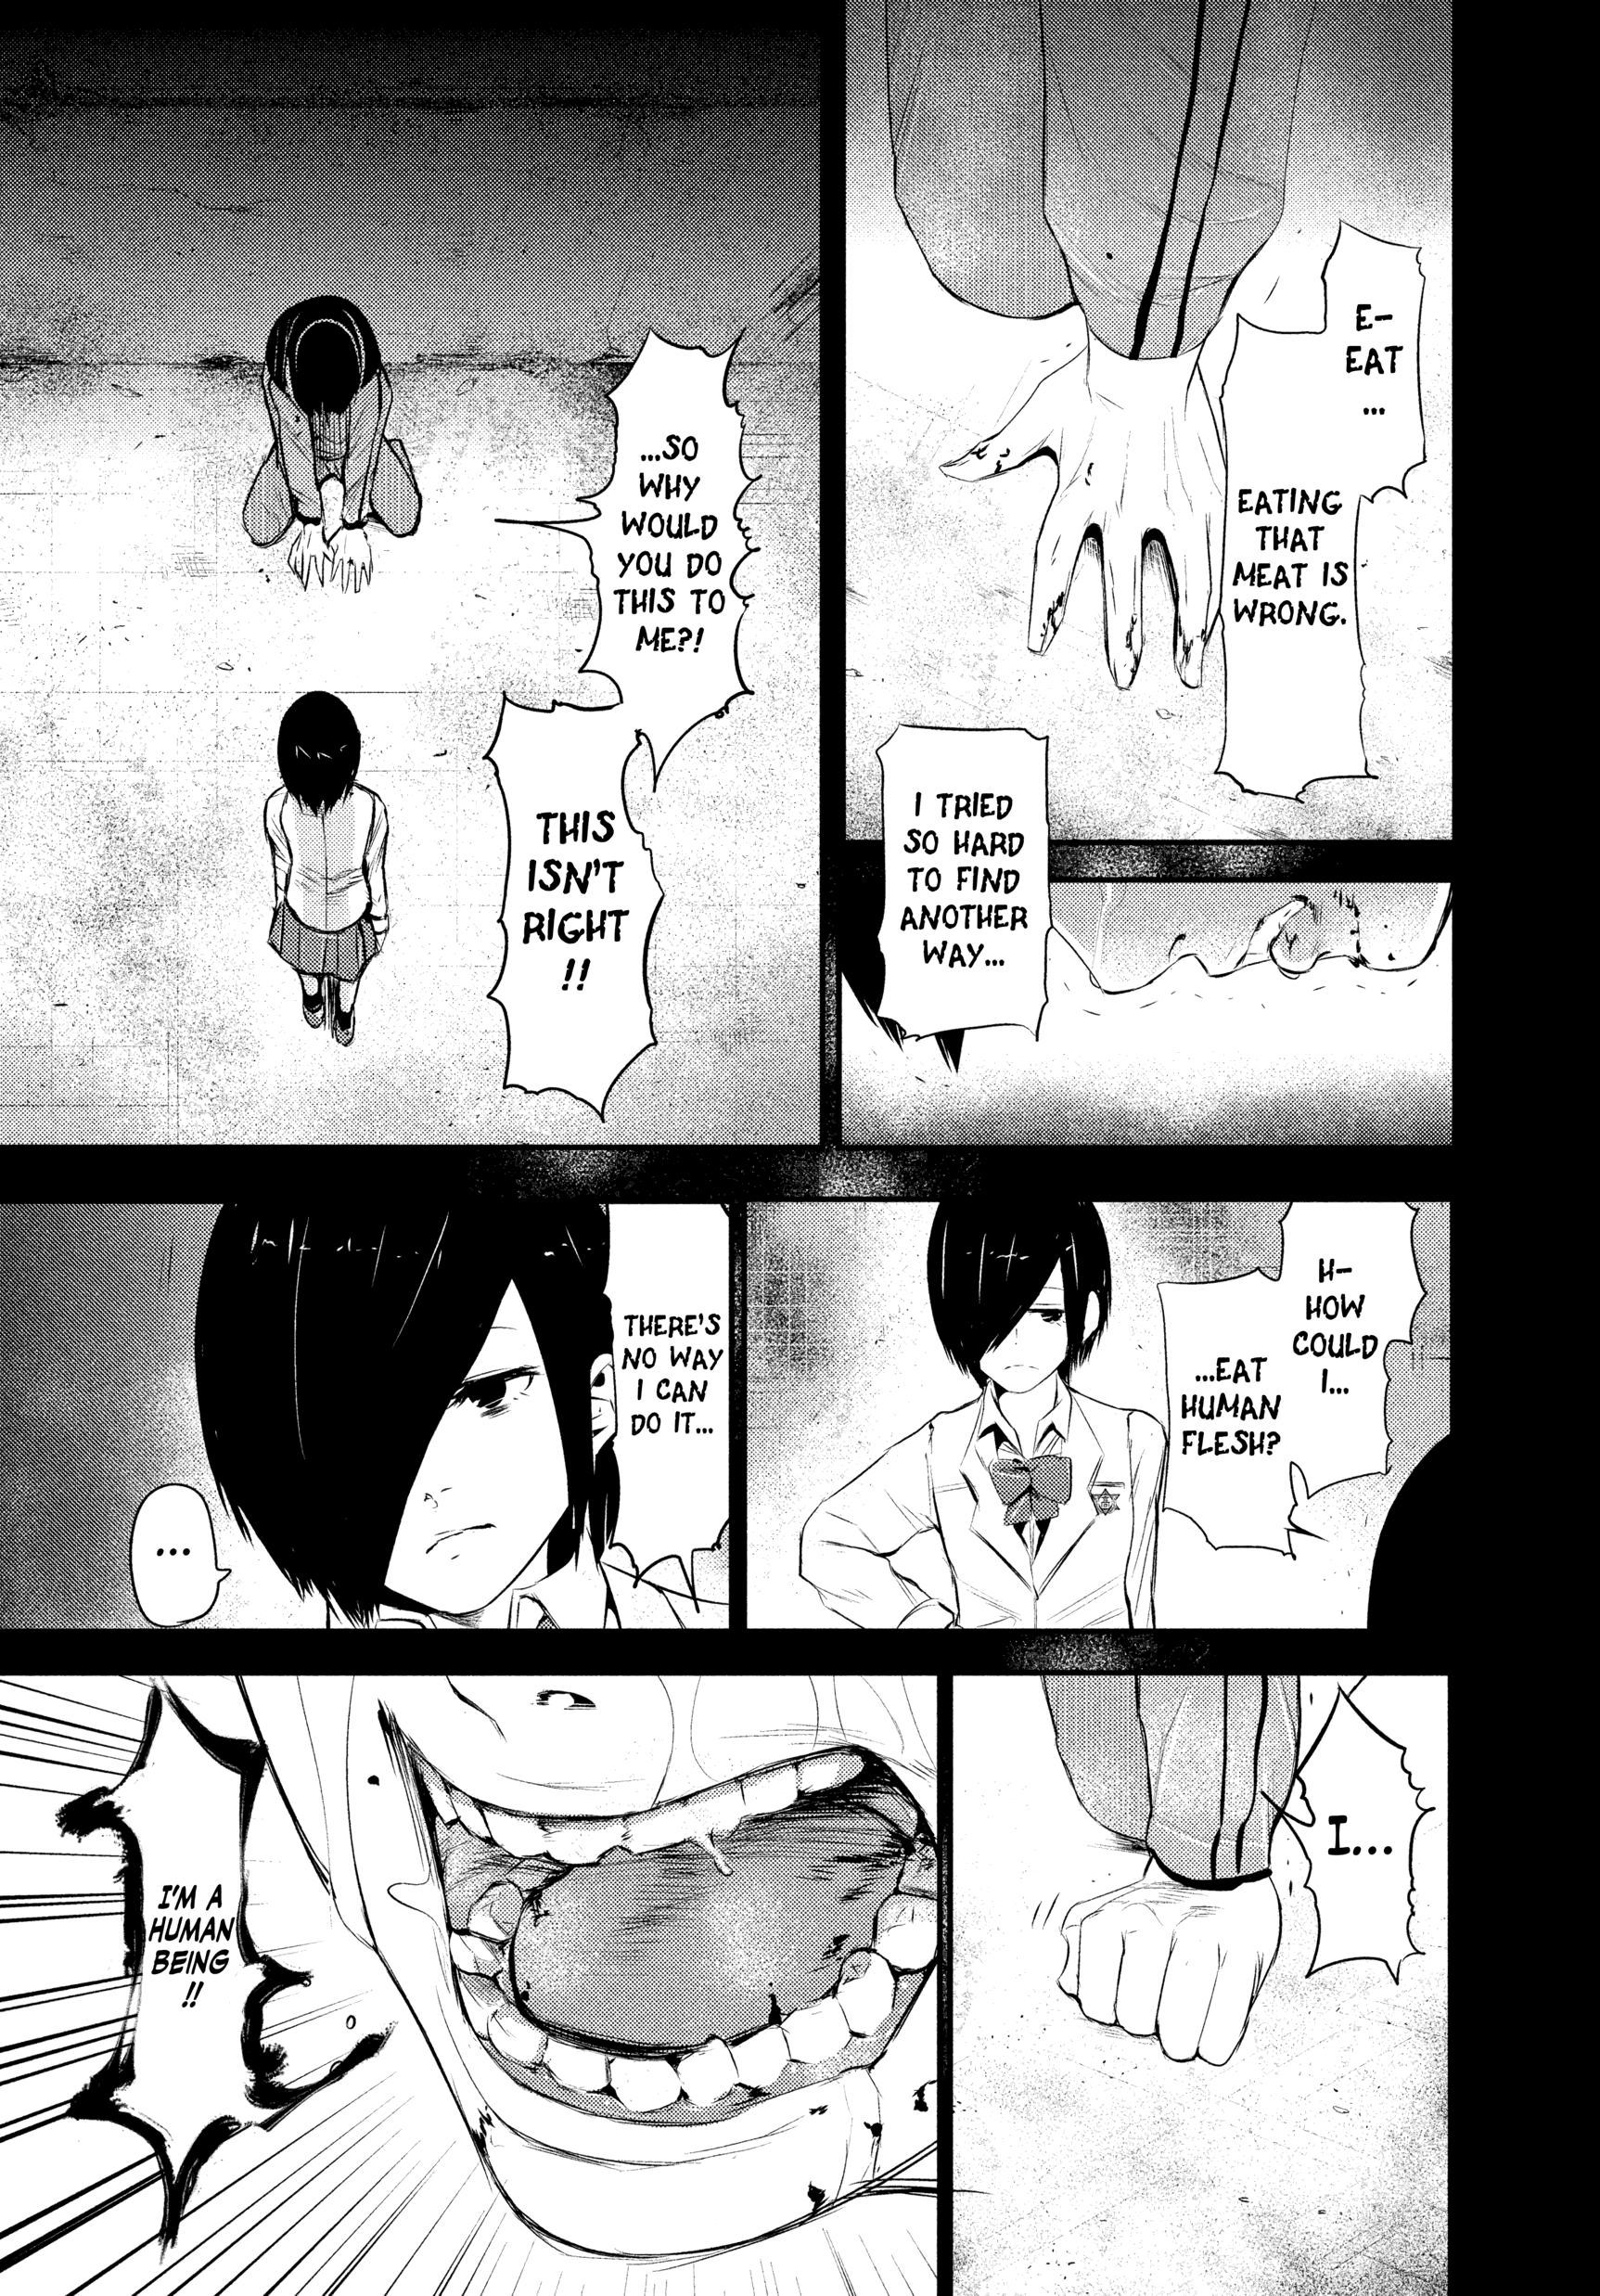 E-
EAT
...
EATING
THAT
MEAT IS
WRONG.
I TRIED
SO HARD
TO FIND
ANOTHER
WAY...
...SO
WHY
WOULD
YOU DO
THIS TO
ME?!
THIS
ISN'T
RIGHT
!!
H-
HOW
COULD
I...
...EAT
HUMAN
FLESH?
THERE'S
NO WAY
I CAN
DO IT...
...
I...
I'M A
HUMAN
BEING
!!